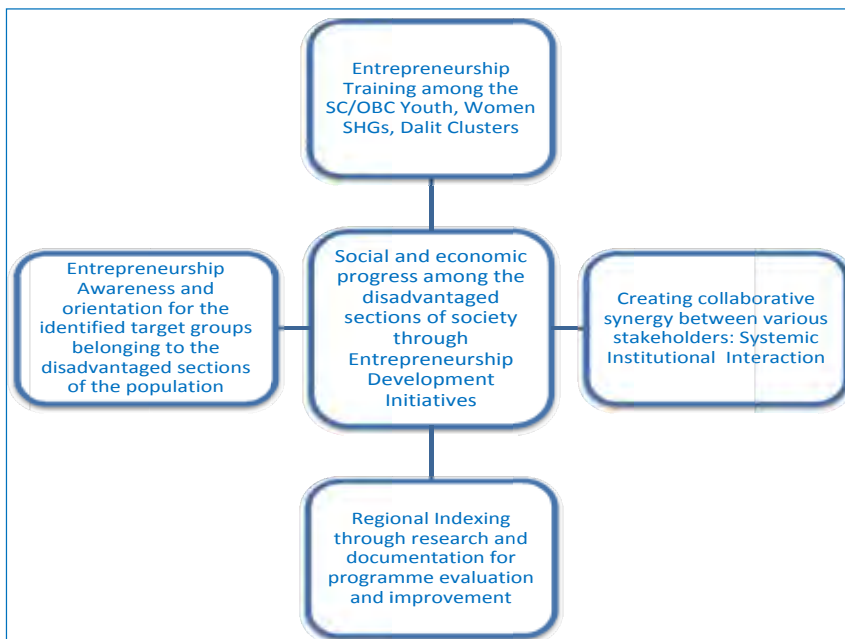 Entrepreneurship
Training among the
SC/OBC Youth, Women
SHGs, Dalit Clusters
Entrepreneurship
Awareness and
orientation for the
identified target groups
belonging to the
disadvantaged sections
of the population
Social and economic
progress among the
disadvantaged
sections of society
through
Entrepreneurship
Development
Initiatives
Creating collaborative
synergy between various
stakeholders: Systemic
Institutional Interaction
Regional Indexing
through research and
documentation for
programme evaluation
and improvement